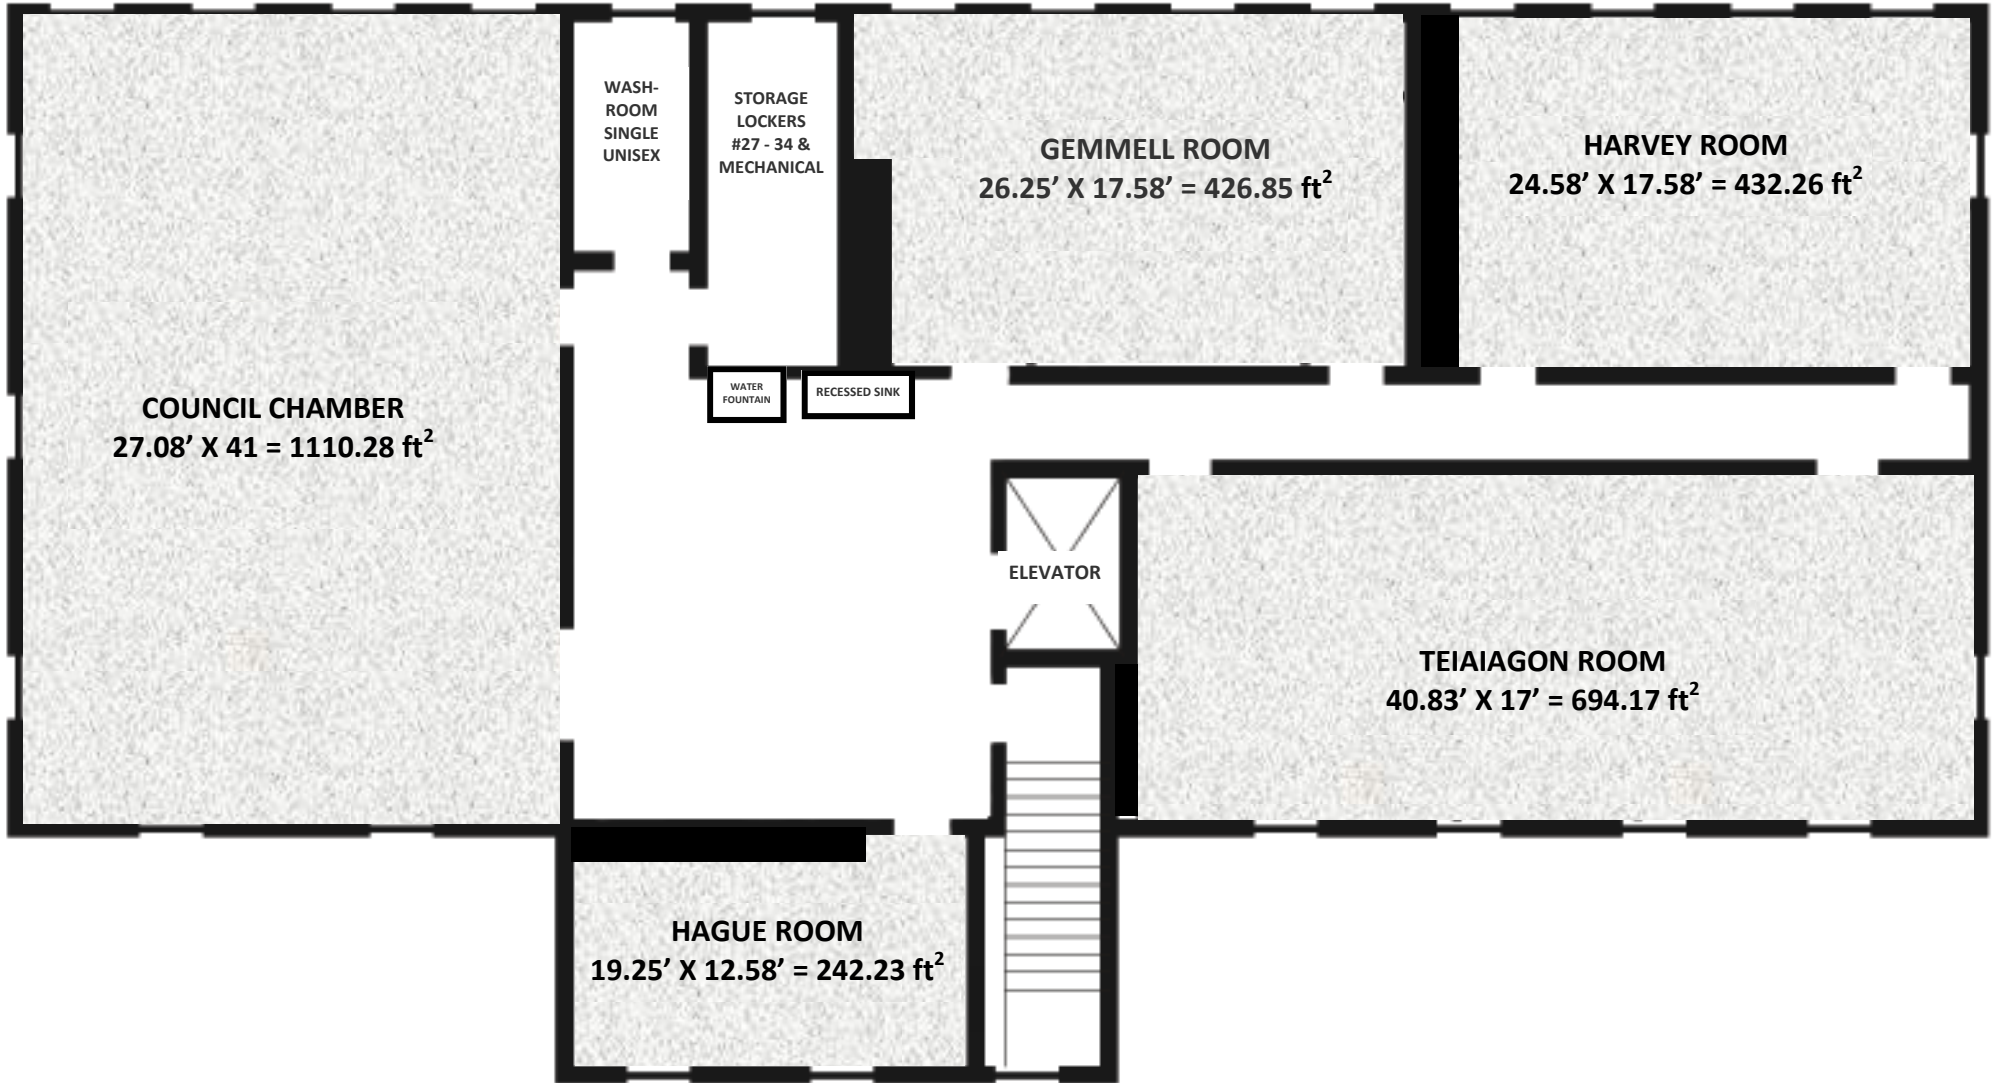 WASH-
ROOM
SINGLE
UNISEX
STORAGE
LOCKERS
#27 - 34 &
MECHANICAL
GEMMELL ROOM
26.25’ X 17.58’ = 426.85 ft²
HARVEY ROOM
24.58’ X 17.58’ = 432.26 ft²
COUNCIL CHAMBER
27.08’ X 41 = 1110.28 ft²
WATER
FOUNTAIN
RECESSED SINK
ELEVATOR
TEIAIAGON ROOM
40.83’ X 17’ = 694.17 ft²
HAGUE ROOM
19.25’ X 12.58’ = 242.23 ft²